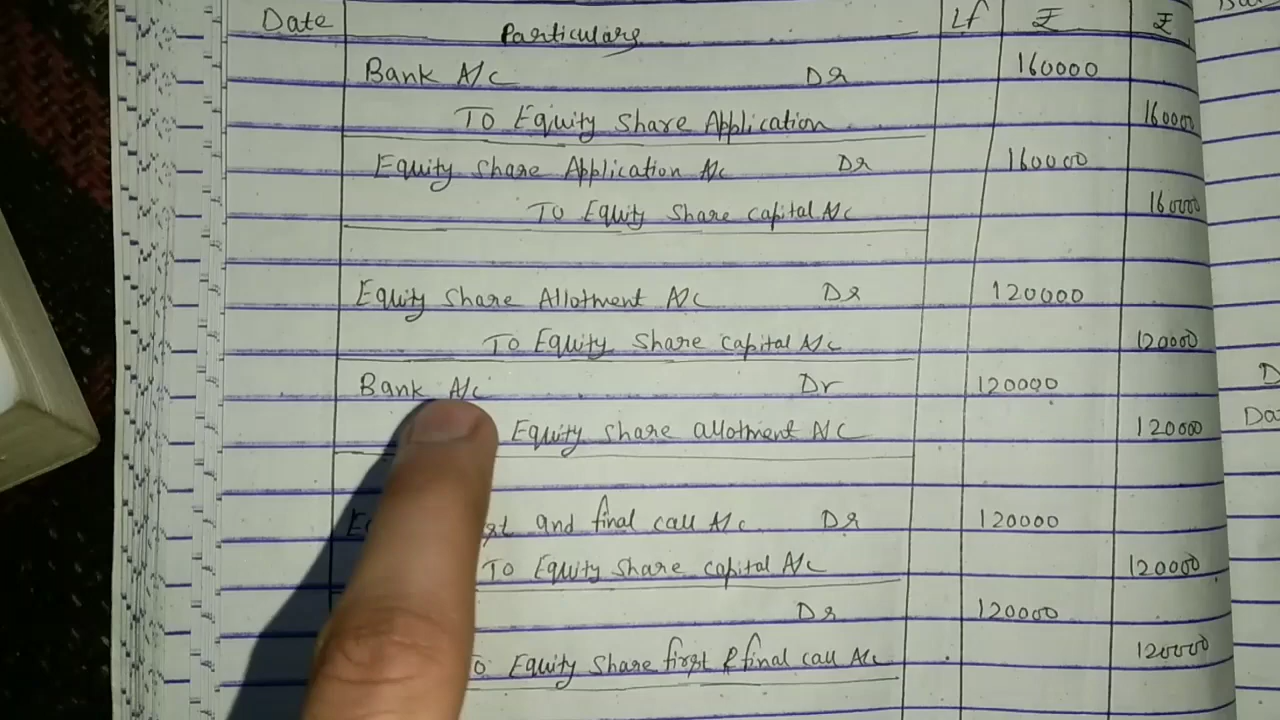 Date Particulars Lf ₹ ₹
Bank A/c Dr 160000
To Equity Share Application 160000
Equity Share Application A/c Dr 160000
To Equity Share capital A/c 160000
Equity Share Allotment A/c Dr 120000
To Equity Share capital A/c 120000
Bank A/c Dr 120000
Equity Share allotment A/c 120000
and final call A/c Dr 120000
To Equity Share capital A/c 120000
Dr 120000
To Equity Share first & final call A/c 120000